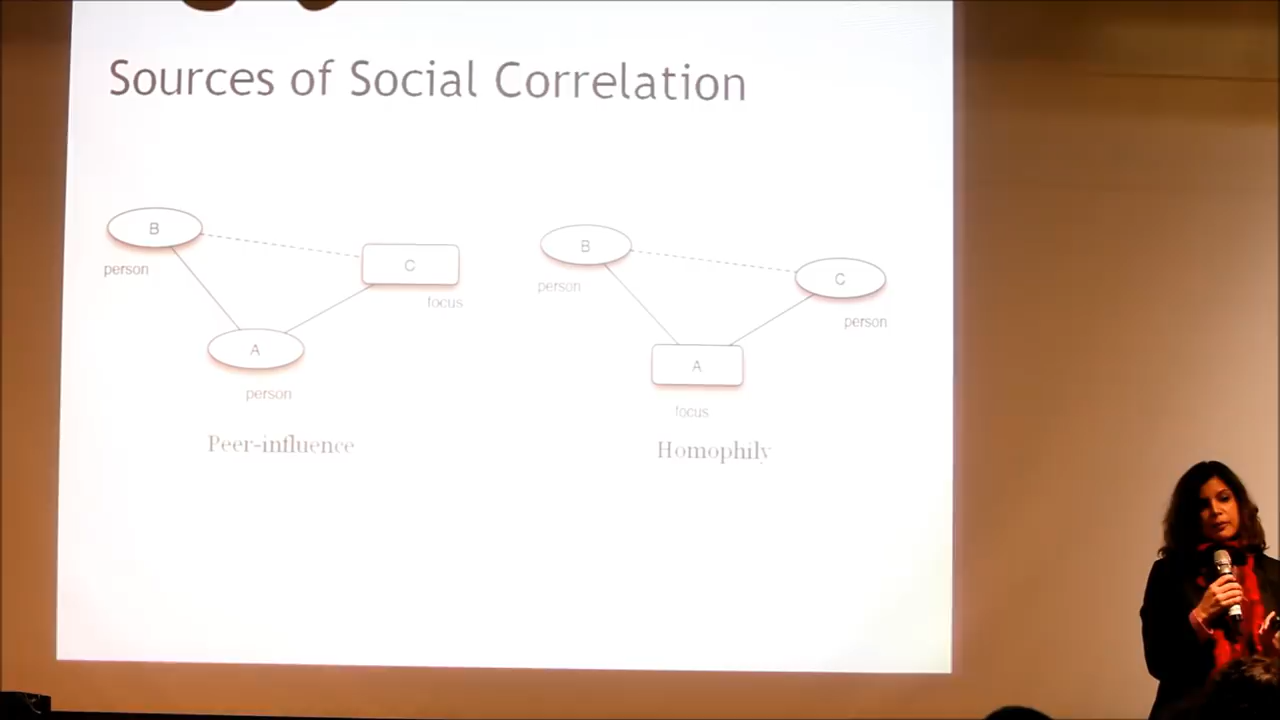 Sources of Social Correlation
B
person
C
focus
A
person
Peer-influence
B
person
C
person
A
focus
Homophily